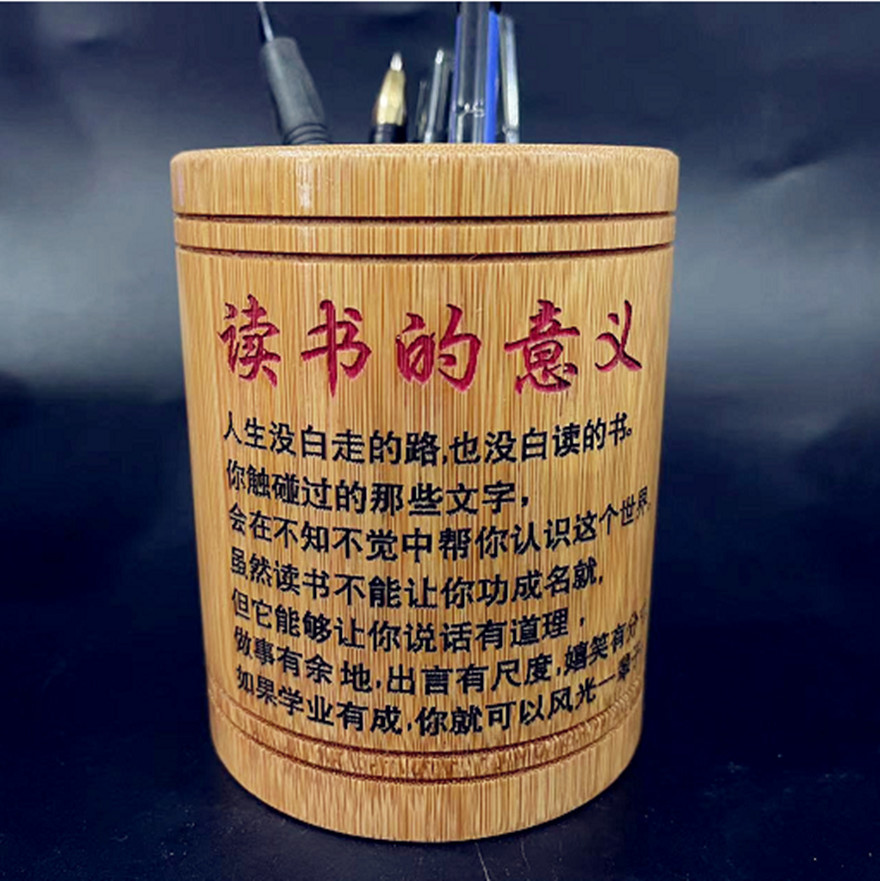 读书的意义
人生没白走的路,也没白读的书。
你触碰过的那些文字,
会在不知不觉中帮你认识这个世界.
虽然读书不能让你功成名就,
但它能够让你说话有道理,
做事有余地,出言有尺度,嬉笑有分
如果学业有成,你就可以风光一辈子